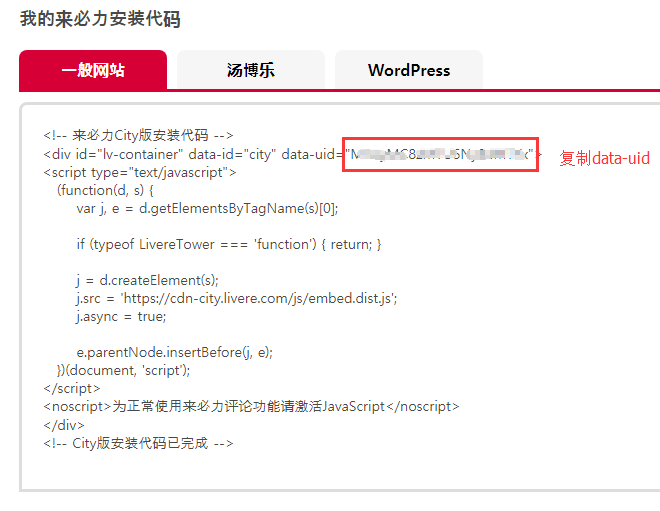 我的来必力安装代码
一般网站
汤博乐
WordPress
<!-- 来必力City版安装代码 -->
<div id="lv-container" data-id="city" data-uid="
复制data-uid
<script type="text/javascript">
(function(d, s) {
var j, e = d.getElementsByTagName(s)[0];
if (typeof LivereTower === 'function') { return; }
j = d.createElement(s);
j.src = 'https://cdn-city.livere.com/js/embed.dist.js';
j.async = true;
e.parentNode.insertBefore(j, e);
})(document, 'script');
</script>
<noscript>为正常使用来必力评论功能请激活JavaScript</noscript>
</div>
<!-- City版安装代码已完成 -->